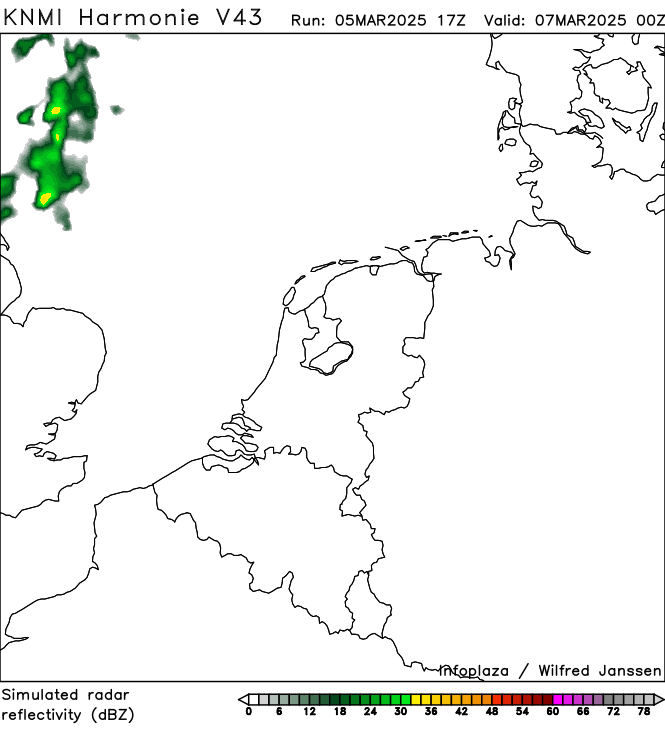 KNMI Harmonie V43 Run: 05MAR2025 17Z Valid: 07MAR2025 00Z
infoplaza / Wilfred Janssen
Simulated radar
reflectivity (dBZ)
0 6 12 18 24 30 36 42 48 54 60 66 72 78